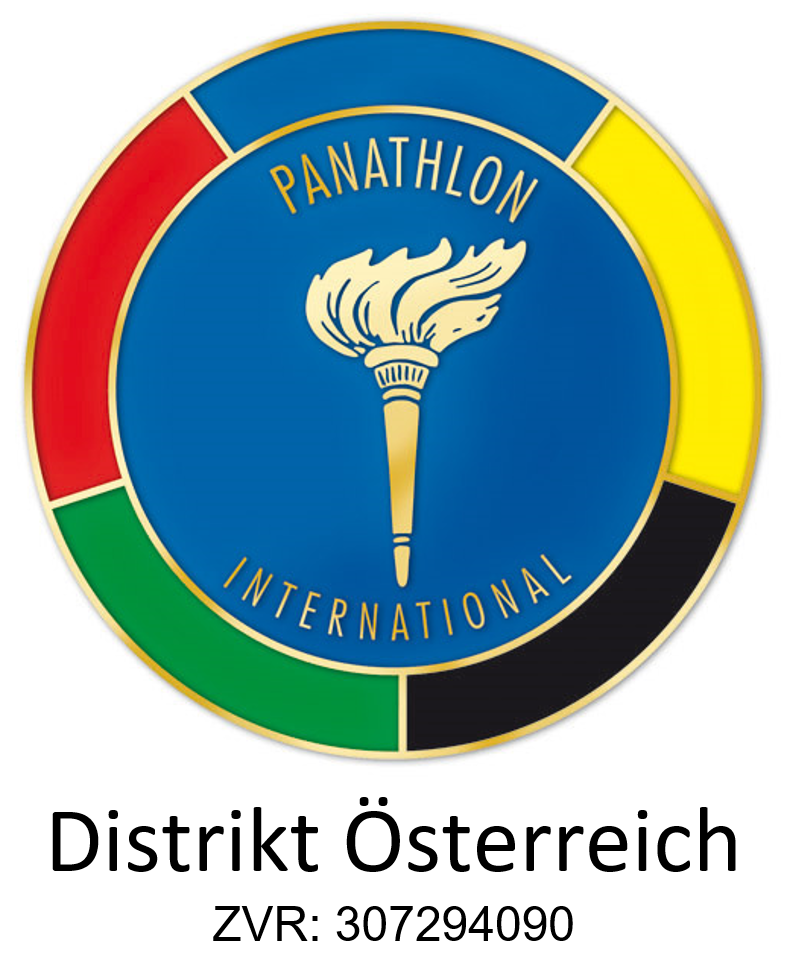 PANATHLON
INTERNATIONAL
Distrikt Österreich
ZVR: 307294090